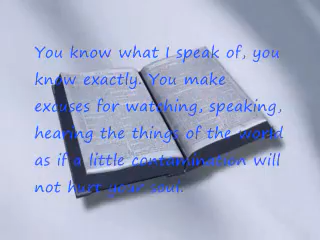 You know what I speak of, you
know exactly. You make
excuses for watching, speaking,
hearing the things of the world
as if a little contamination will
not hurt your soul.